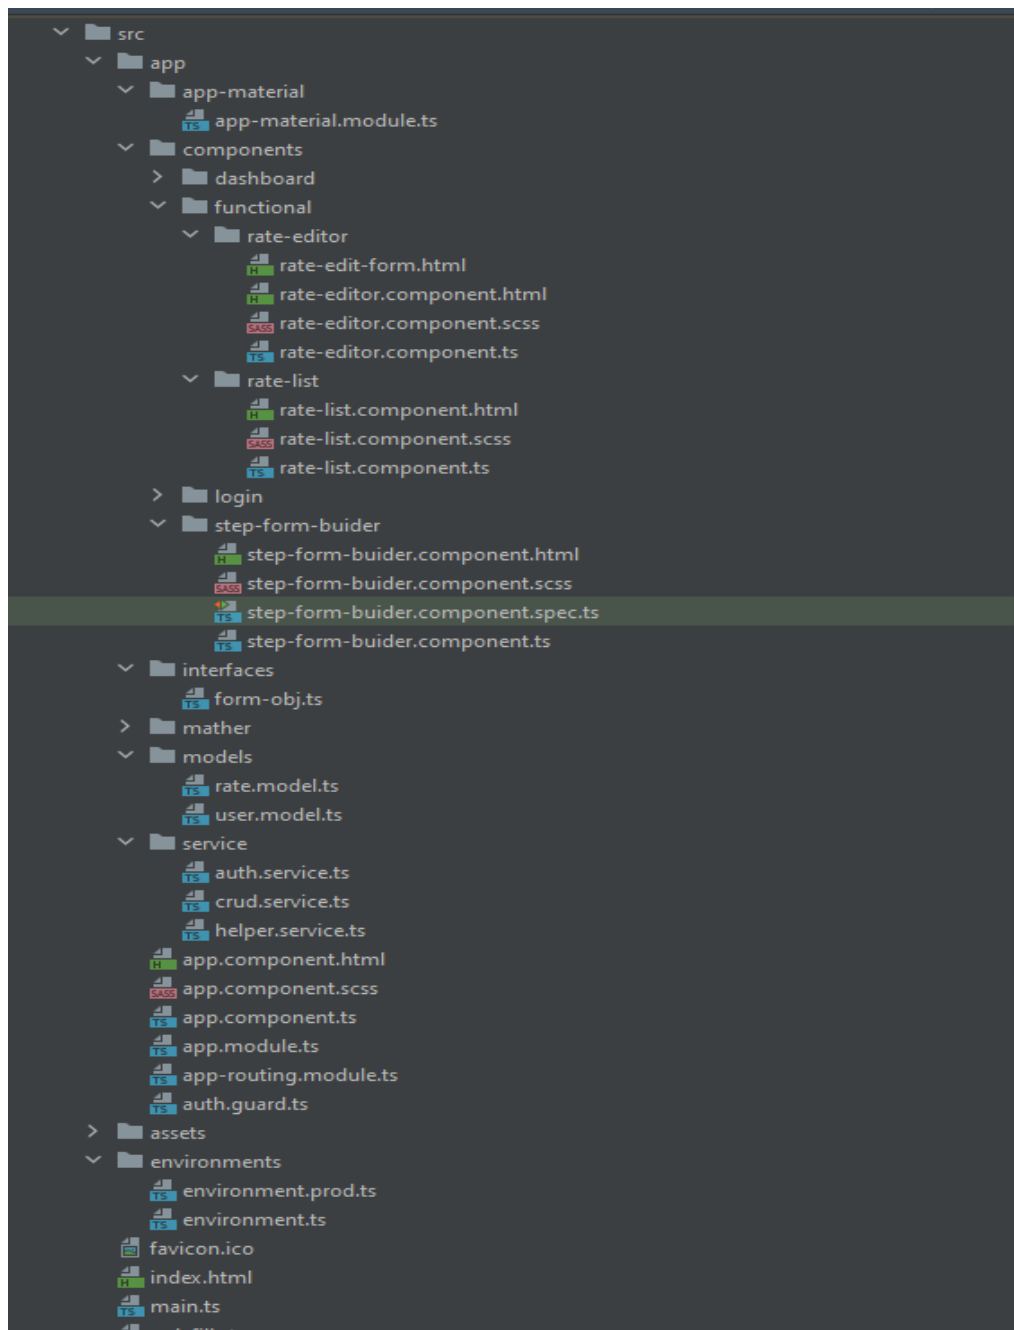 src
app
app-material
app-material.module.ts
components
dashboard
functional
rate-editor
rate-edit-form.html
rate-editor.component.html
rate-editor.component.scss
rate-editor.component.ts
rate-list
rate-list.component.html
rate-list.component.scss
rate-list.component.ts
login
step-form-buider
step-form-buider.component.html
step-form-buider.component.scss
step-form-buider.component.spec.ts
step-form-buider.component.ts
interfaces
form-obj.ts
mather
models
rate.model.ts
user.model.ts
service
auth.service.ts
crud.service.ts
helper.service.ts
app.component.html
app.component.scss
app.component.ts
app.module.ts
app-routing.module.ts
auth.guard.ts
assets
environments
environment.prod.ts
environment.ts
favicon.ico
index.html
main.ts